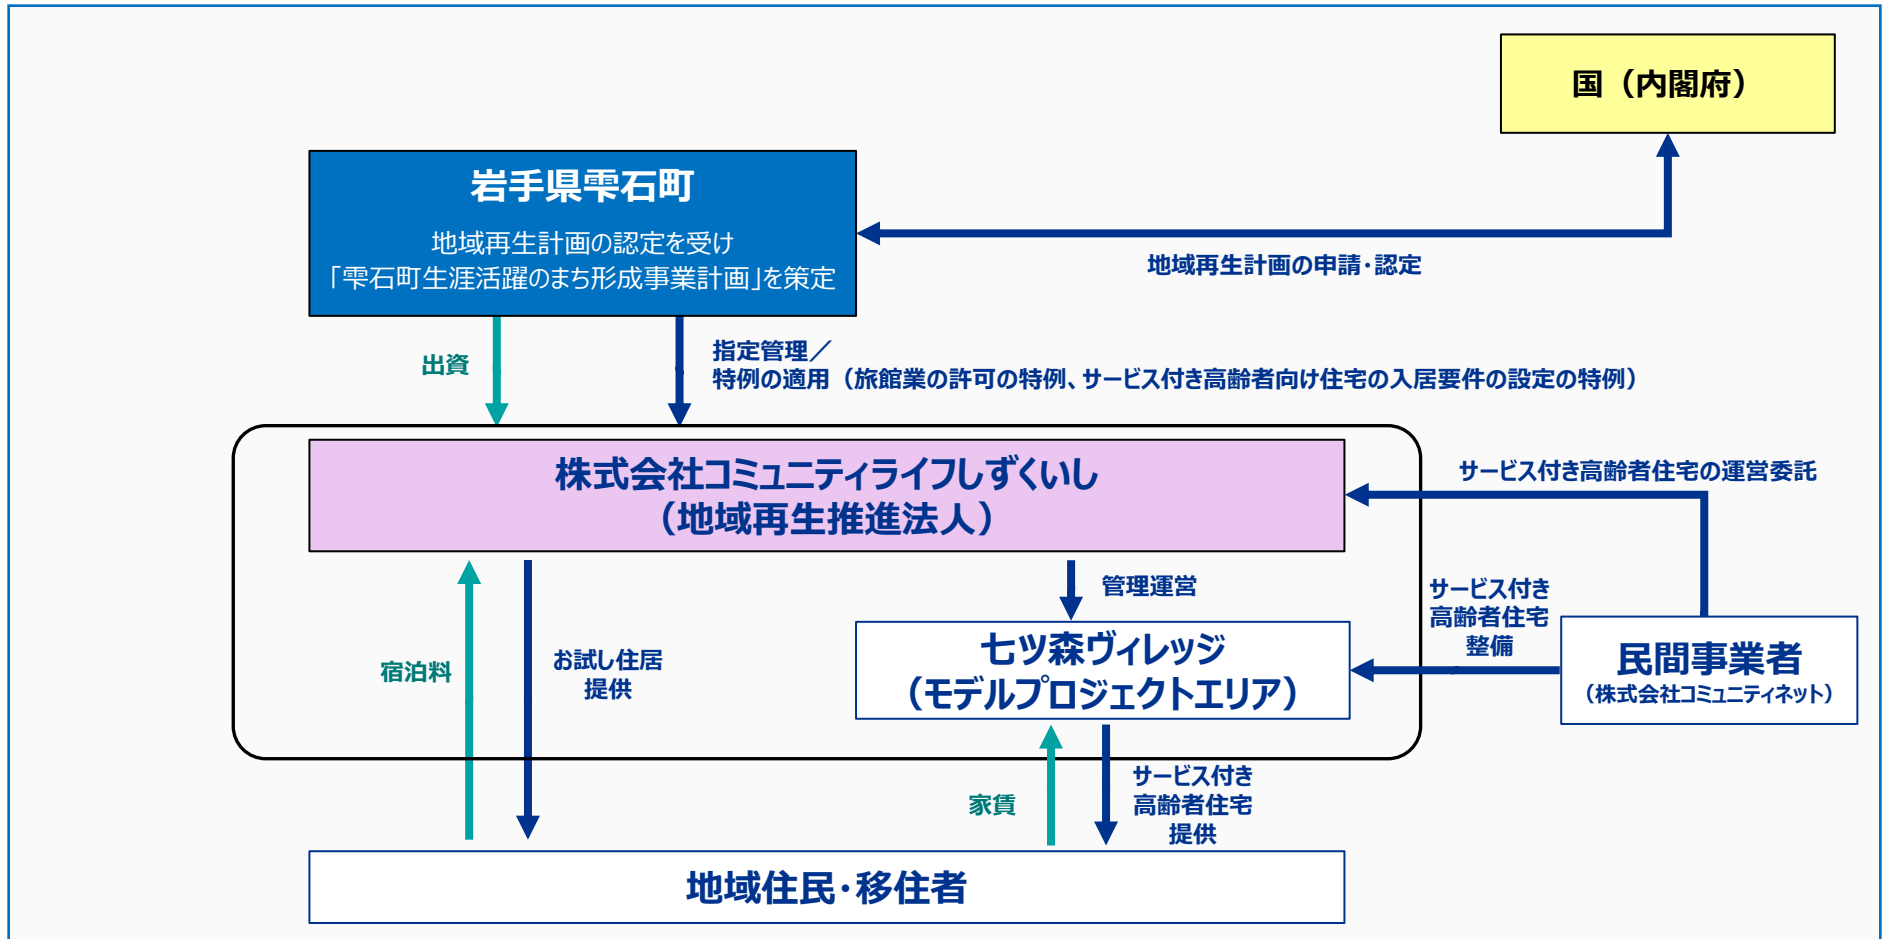 国（内閣府）
岩手県雫石町
地域再生計画の認定を受け
「雫石町生涯活躍のまち形成事業計画」を策定
地域再生計画の申請・認定
出資
指定管理／
特例の適用（旅館業の許可の特例、サービス付き高齢者向け住宅の入居要件の設定の特例）
株式会社コミュニティライフしずくいし
（地域再生推進法人）
サービス付き高齢者住宅の運営委託
管理運営
サービス付き
高齢者住宅
整備
七ツ森ヴィレッジ
（モデルプロジェクトエリア）
民間事業者
（株式会社コミュニティネット）
宿泊料
お試し住居
提供
家賃
サービス付き
高齢者住宅
提供
地域住民・移住者